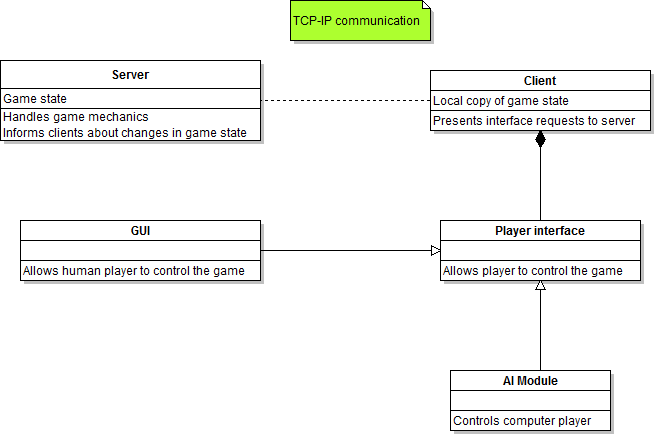 TCP-IP communication
Server
Game state
Handles game mechanics
Informs clients about changes in game state
Client
Local copy of game state
Presents interface requests to server
GUI
Allows human player to control the game
Player interface
Allows player to control the game
AI Module
Controls computer player